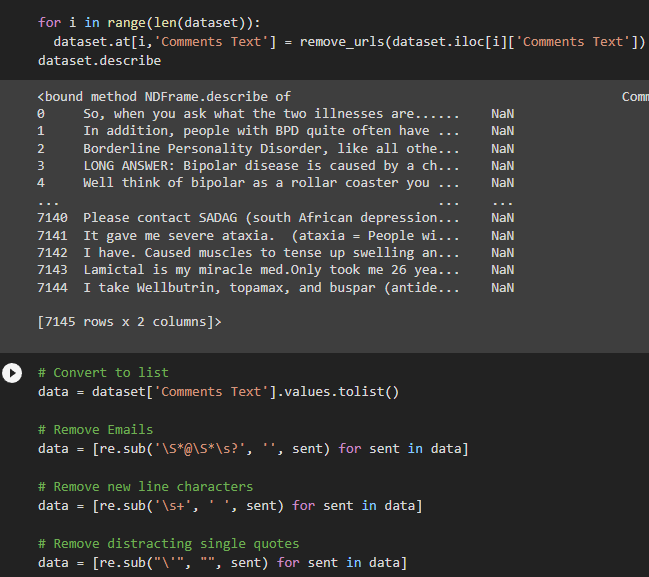 for i in range(len(dataset)):
  dataset.at[i,'Comments Text'] = remove_urls(dataset.iloc[i]['Comments Text'])
dataset.describe
<bound method NDFrame.describe of Comm
0 So, when you ask what the two illnesses are...... NaN
1 In addition, people with BPD quite often have ... NaN
2 Borderline Personality Disorder, like all othe... NaN
3 LONG ANSWER: Bipolar disease is caused by a ch... NaN
4 Well think of bipolar as a rollar coaster you ... NaN
... ... ...
7140 Please contact SADAG (south African depression... NaN
7141 It gave me severe ataxia.  (ataxia = People wi... NaN
7142 I have. Caused muscles to tense up swelling an... NaN
7143 Lamictal is my miracle med.Only took me 26 yea... NaN
7144 I take Wellbutrin, topamax, and buspar (antide... NaN
[7145 rows x 2 columns]>
# Convert to list
data = dataset['Comments Text'].values.tolist()
# Remove Emails
data = [re.sub('\S*@\S*\s?', '', sent) for sent in data]
# Remove new line characters
data = [re.sub('\s+', ' ', sent) for sent in data]
# Remove distracting single quotes
data = [re.sub("\'", "", sent) for sent in data]